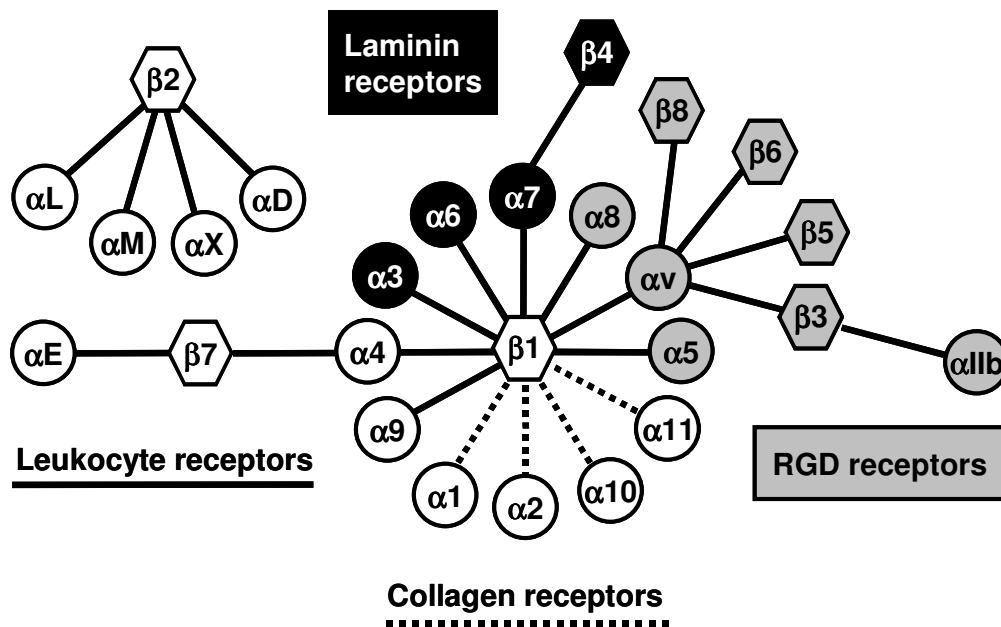 Laminin
receptors
β4
β2
β8
β6
αL
αM
αX
αD
α6
α7
α8
β5
α3
αv
β3
αE
β7
α4
β1
α5
αIIb
α9
α11
Leukocyte receptors
RGD receptors
α1
α2
α10
Collagen receptors